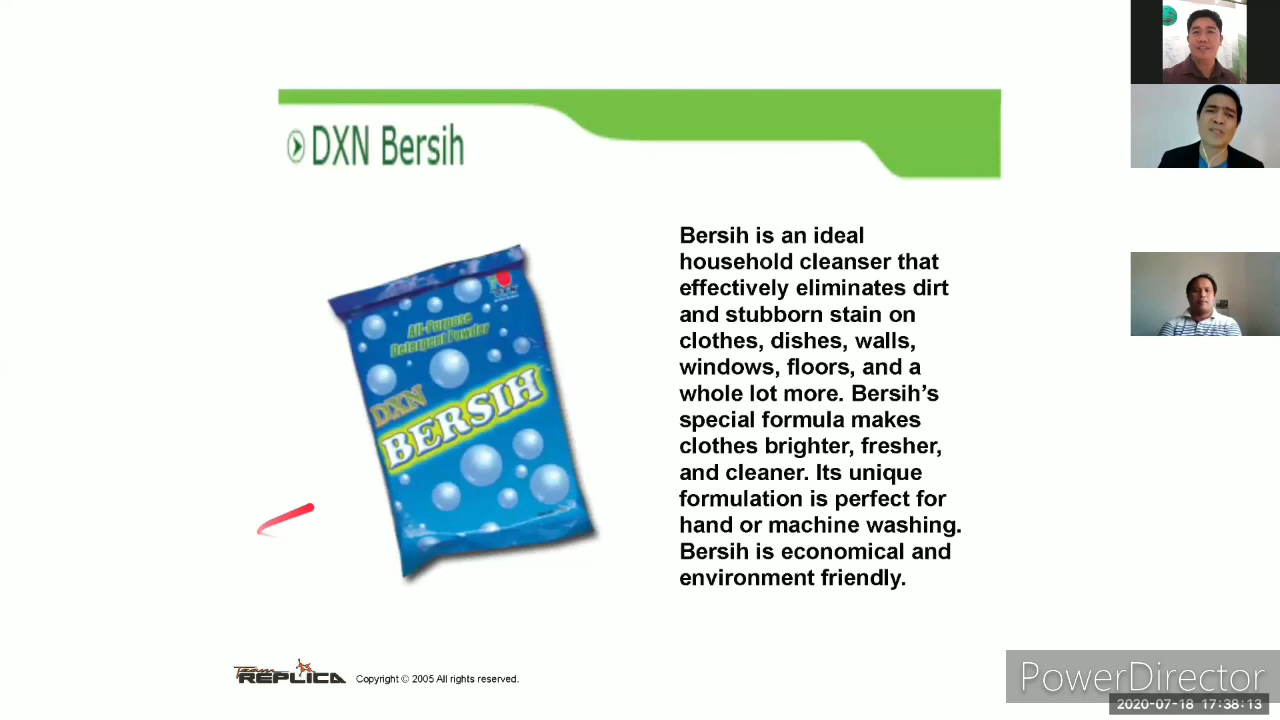 DXN Bersih
All-Purpose
Detergent Powder
DXN
BERSIH
Bersih is an ideal
household cleanser that
effectively eliminates dirt
and stubborn stain on
clothes, dishes, walls,
windows, floors, and a
whole lot more. Bersih’s
special formula makes
clothes brighter, fresher,
and cleaner. Its unique
formulation is perfect for
hand or machine washing.
Bersih is economical and
environment friendly.
Team
REPLICA
Copyright © 2005 All rights reserved.
PowerDirector
2020-07-18 17:38:13